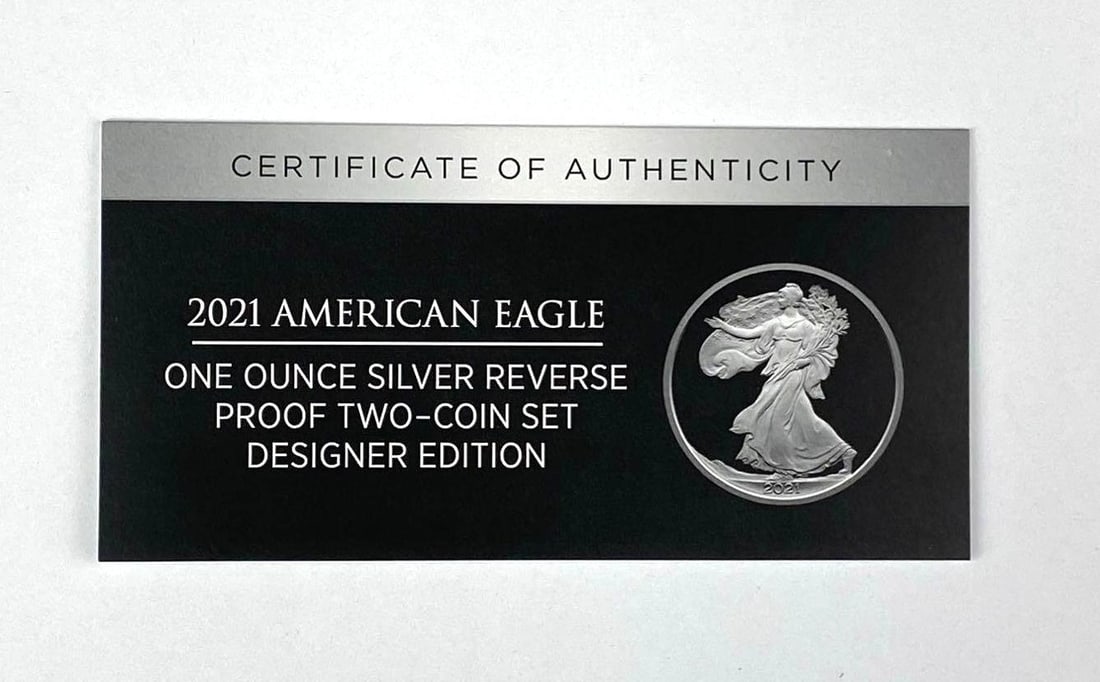 CERTIFICATE OF AUTHENTICITY
2021 AMERICAN EAGLE
ONE OUNCE SILVER REVERSE
PROOF TWO-COIN SET
DESIGNER EDITION
2021